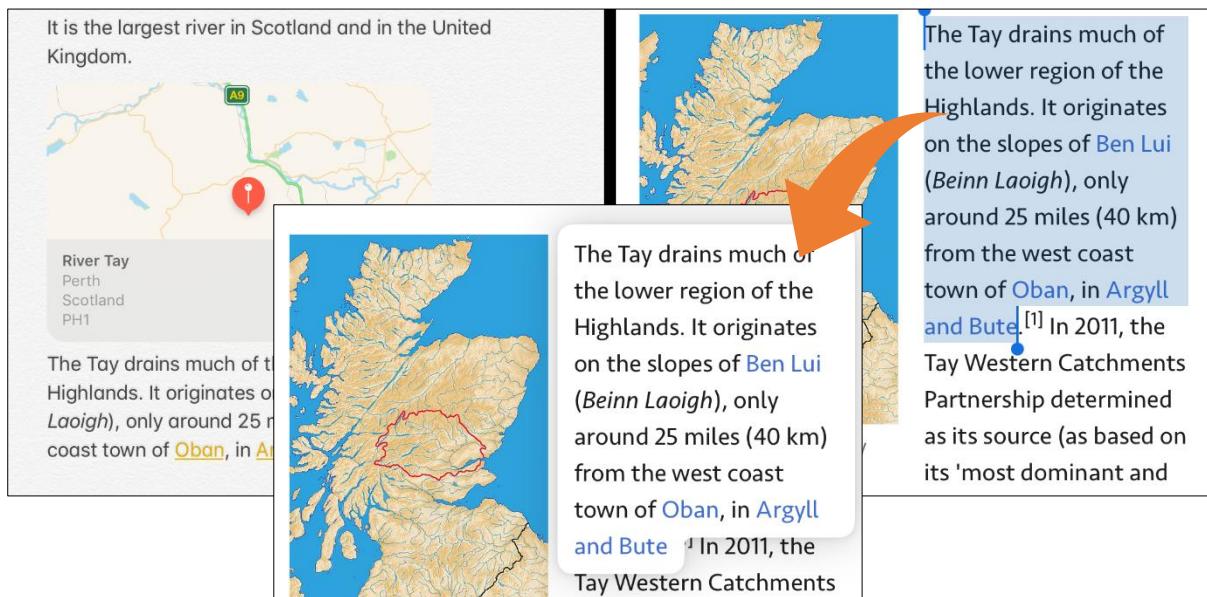 It is the largest river in Scotland and in the United
Kingdom.
A9
River Tay
Perth
Scotland
PH1
The Tay drains much of
Highlands. It originates
Laoigh), only around 25
coast town of Oban, in
The Tay drains much of
the lower region of the
Highlands. It originates
on the slopes of Ben Lui
(Beinn Laoigh), only
around 25 miles (40 km)
from the west coast
town of Oban, in Argyll
and Bute.[1] In 2011, the
Tay Western Catchments
Partnership determined
as its source (as based on
its 'most dominant and
The Tay drains much of
the lower region of the
Highlands. It originates
on the slopes of Ben Lui
(Beinn Laoigh), only
around 25 miles (40 km)
from the west coast
town of Oban, in Argyll
and Bute In 2011, the
Tay Western Catchments